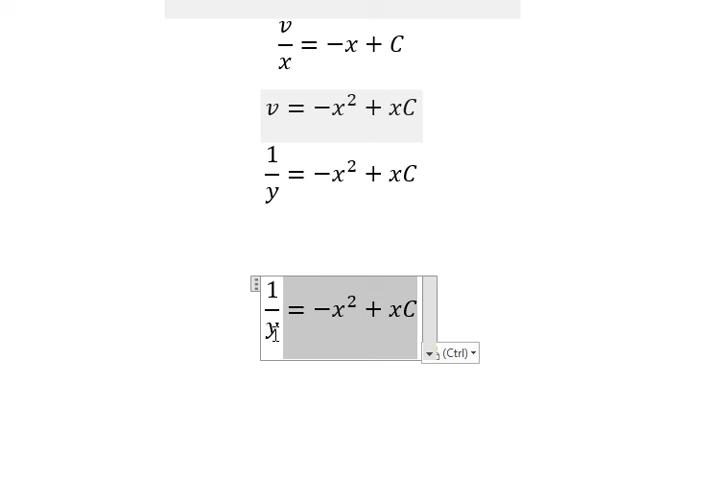 v/x = −x + C
v = −x² + xC
1/y = −x² + xC
1/y = −x² + xC
(Ctrl)